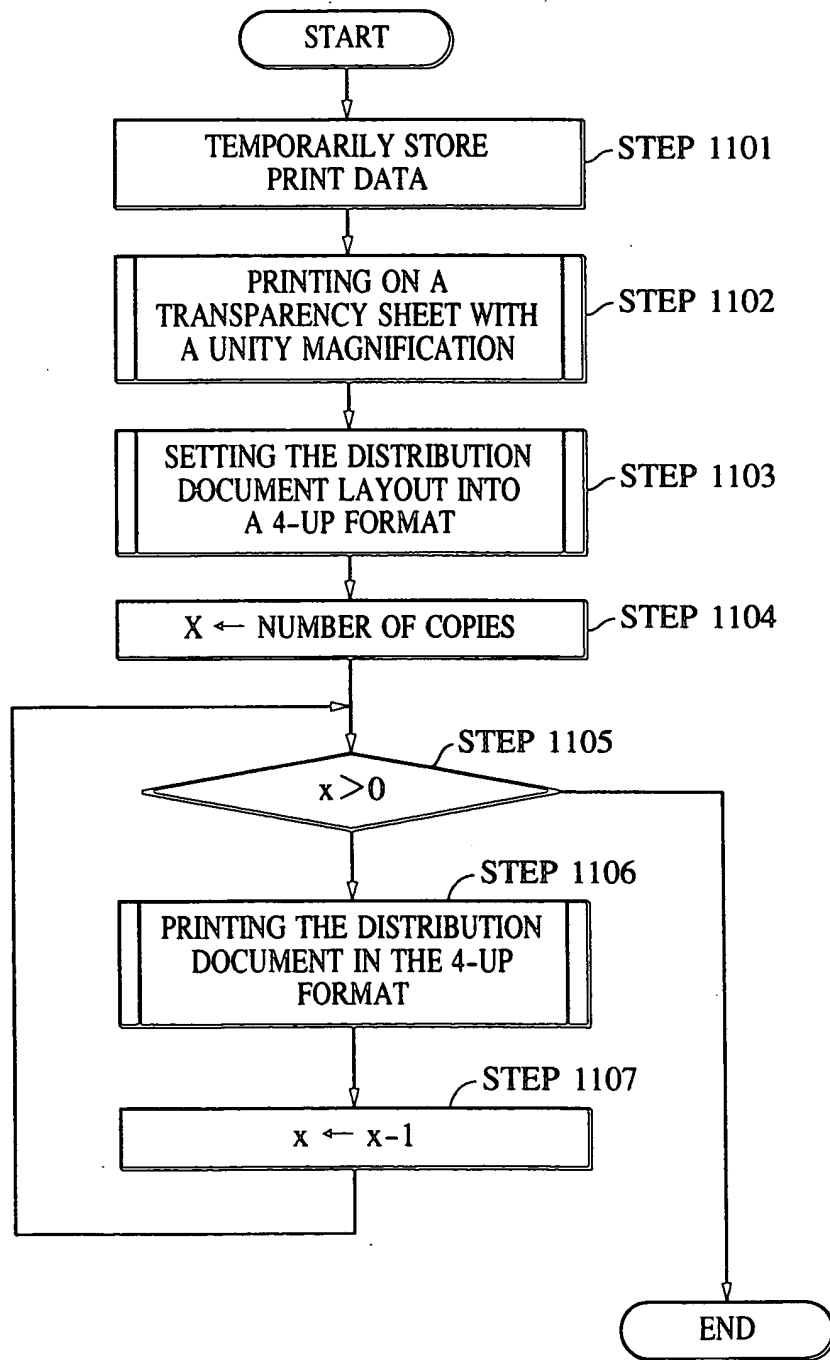 START
TEMPORARILY STORE
PRINT DATA
STEP 1101
PRINTING ON A
TRANSPARENCY SHEET WITH
A UNITY MAGNIFICATION
STEP 1102
SETTING THE DISTRIBUTION
DOCUMENT LAYOUT INTO
A 4-UP FORMAT
STEP 1103
X ← NUMBER OF COPIES
STEP 1104
STEP 1105
x>0
STEP 1106
PRINTING THE DISTRIBUTION
DOCUMENT IN THE 4-UP
FORMAT
STEP 1107
x ← x-1
END